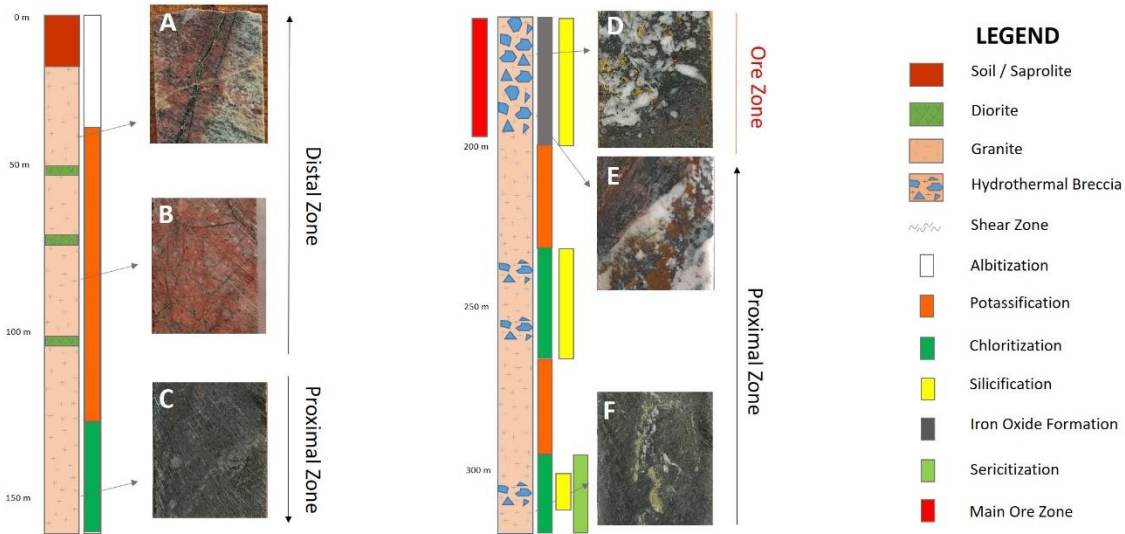 0 m
50 m
100 m
150 m
A
B
C
Distal Zone
Proximal Zone
200 m
250 m
300 m
D
E
F
Ore Zone
Proximal Zone
LEGEND
Soil / Saprolite
Diorite
Granite
Hydrothermal Breccia
Shear Zone
Albitization
Potassification
Chloritization
Silicification
Iron Oxide Formation
Sericitization
Main Ore Zone